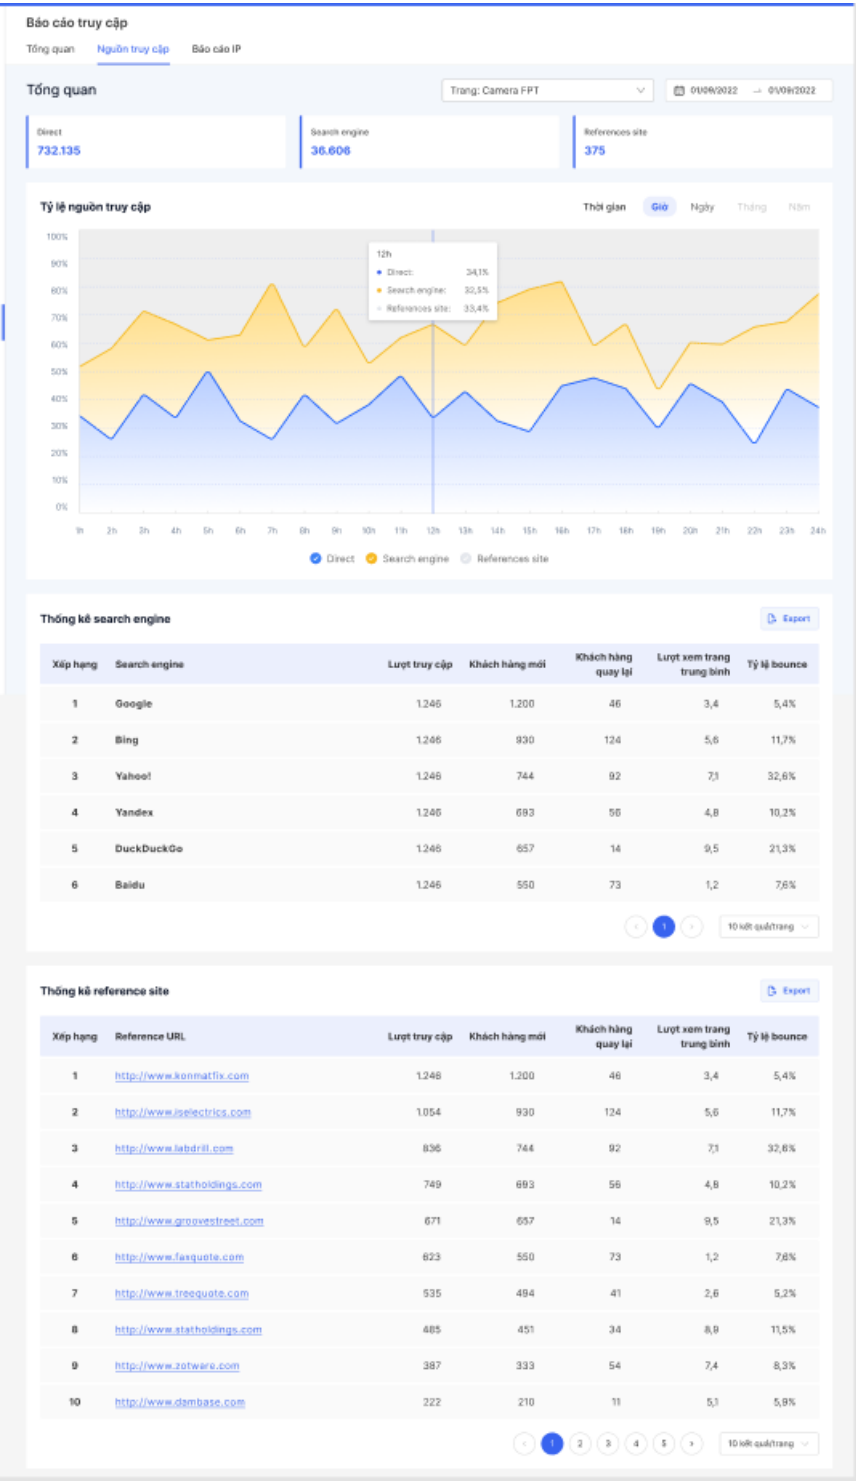 Báo cáo truy cập
Tổng quan Nguồn truy cập Báo cáo IP
Tổng quan Trang: Camera FPT 01/09/2022 → 01/09/2022
Direct Search engine References site
732.135 36.606 375
Tỷ lệ nguồn truy cập Thời gian Giờ Ngày Tháng Năm
100%
90%
80%
70%
60%
50%
40%
30%
20%
10%
0%
12h
Direct: 34,1%
Search engine: 32,5%
References site: 33,4%
1h 2h 3h 4h 5h 6h 7h 8h 9h 10h 11h 12h 13h 14h 15h 16h 17h 18h 19h 20h 21h 22h 23h 24h
Direct Search engine References site
Thống kê search engine Export
Xếp hạng Search engine Lượt truy cập Khách hàng mới Khách hàng quay lại Lượt xem trang trung bình Tỷ lệ bounce
1 Google 1.246 1.200 46 3,4 5,4%
2 Bing 1.246 930 124 5,6 11,7%
3 Yahoo! 1.246 744 92 7,1 32,6%
4 Yandex 1.246 693 56 4,8 10,2%
5 DuckDuckGo 1.246 657 14 9,5 21,3%
6 Baidu 1.246 550 73 1,2 7,6%
‹ 1 › 10 kết quả/trang
Thống kê reference site Export
Xếp hạng Reference URL Lượt truy cập Khách hàng mới Khách hàng quay lại Lượt xem trang trung bình Tỷ lệ bounce
1 http://www.konmatfix.com 1.246 1.200 46 3,4 5,4%
2 http://www.iselectrics.com 1.054 930 124 5,6 11,7%
3 http://www.labdrill.com 836 744 92 7,1 32,6%
4 http://www.statholdings.com 749 693 56 4,8 10,2%
5 http://www.groovestreet.com 671 657 14 9,5 21,3%
6 http://www.faxquote.com 623 550 73 1,2 7,6%
7 http://www.treequote.com 535 494 41 2,6 5,2%
8 http://www.statholdings.com 485 451 34 8,9 11,5%
9 http://www.zotware.com 387 333 54 7,4 8,3%
10 http://www.dambase.com 222 210 11 5,1 5,9%
‹ 1 2 3 4 5 › 10 kết quả/trang